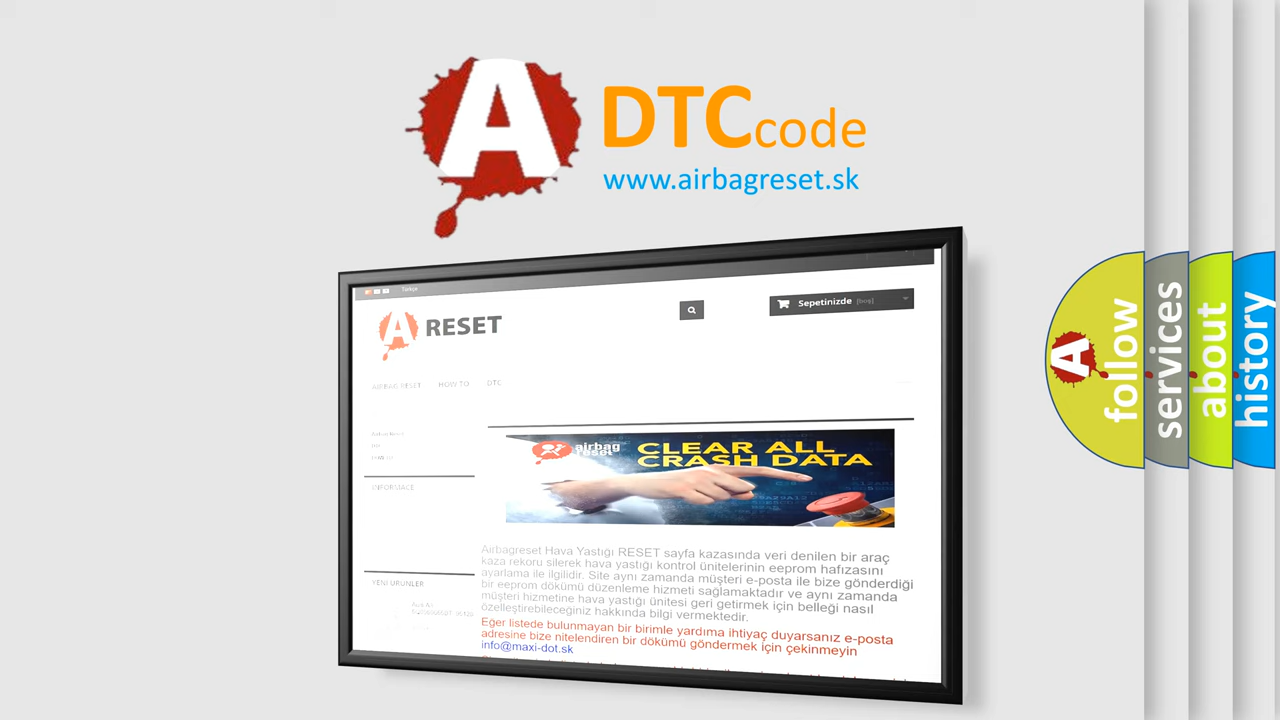 A DTCcode
www.airbagreset.sk
Türkçe
A RESET
Sepetinizde [boş]
AIRBAG RESET HOW TO DTC
airbag reset
CLEAR ALL
CRASH DATA
INFORMACE
YENI ÜRÜNLER
Airbagreset Hava Yastığı RESET sayfa kazasında veri denilen bir araç
kaza rekoru silerek hava yastığı kontrol ünitelerinin eeprom hafızasını
ayarlama ile ilgilidir. Site aynı zamanda müşteri e-posta ile bize gönderdiği
bir eeprom dökümü düzenleme hizmeti sağlamaktadır ve aynı zamanda
müşteri hizmetine hava yastığı ünitesi geri getirmek için belleği nasıl
özelleştirebileceğiniz hakkında bilgi vermektedir.
Eğer listede bulunmayan bir birimle yardıma ihtiyaç duyarsanız e-posta
adresine bize nitelendiren bir dökümü göndermek için çekinmeyin
info@maxi-dot.sk
A follow
services
about
history